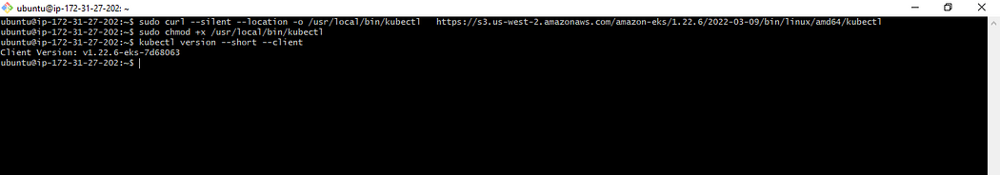 ubuntu@ip-172-31-27-202: ~
ubuntu@ip-172-31-27-202:~$ sudo curl --silent --location -o /usr/local/bin/kubectl   https://s3.us-west-2.amazonaws.com/amazon-eks/1.22.6/2022-03-09/bin/linux/amd64/kubectl
ubuntu@ip-172-31-27-202:~$ sudo chmod +x /usr/local/bin/kubectl
ubuntu@ip-172-31-27-202:~$ kubectl version --short --client
Client Version: v1.22.6-eks-7d68063
ubuntu@ip-172-31-27-202:~$